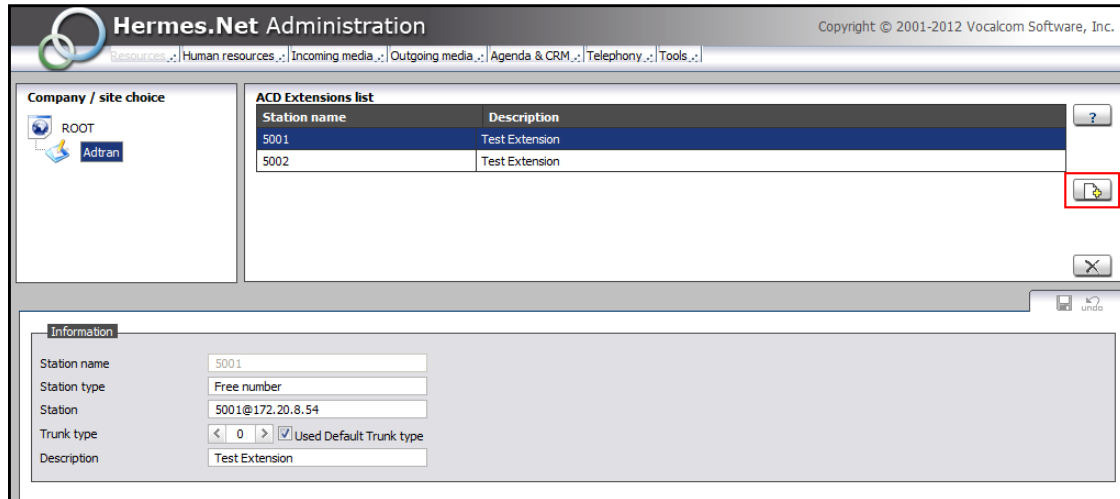 Hermes.Net Administration
Copyright © 2001-2012 Vocalcom Software, Inc.
Resources .: Human resources .: Incoming media .: Outgoing media .: Agenda & CRM .: Telephony .: Tools .:
Company / site choice
ROOT
Adtran
ACD Extensions list
Station name Description
5001 Test Extension
5002 Test Extension
?
undo
Information
Station name 5001
Station type Free number
Station 5001@172.20.8.54
Trunk type < 0 > Used Default Trunk type
Description Test Extension